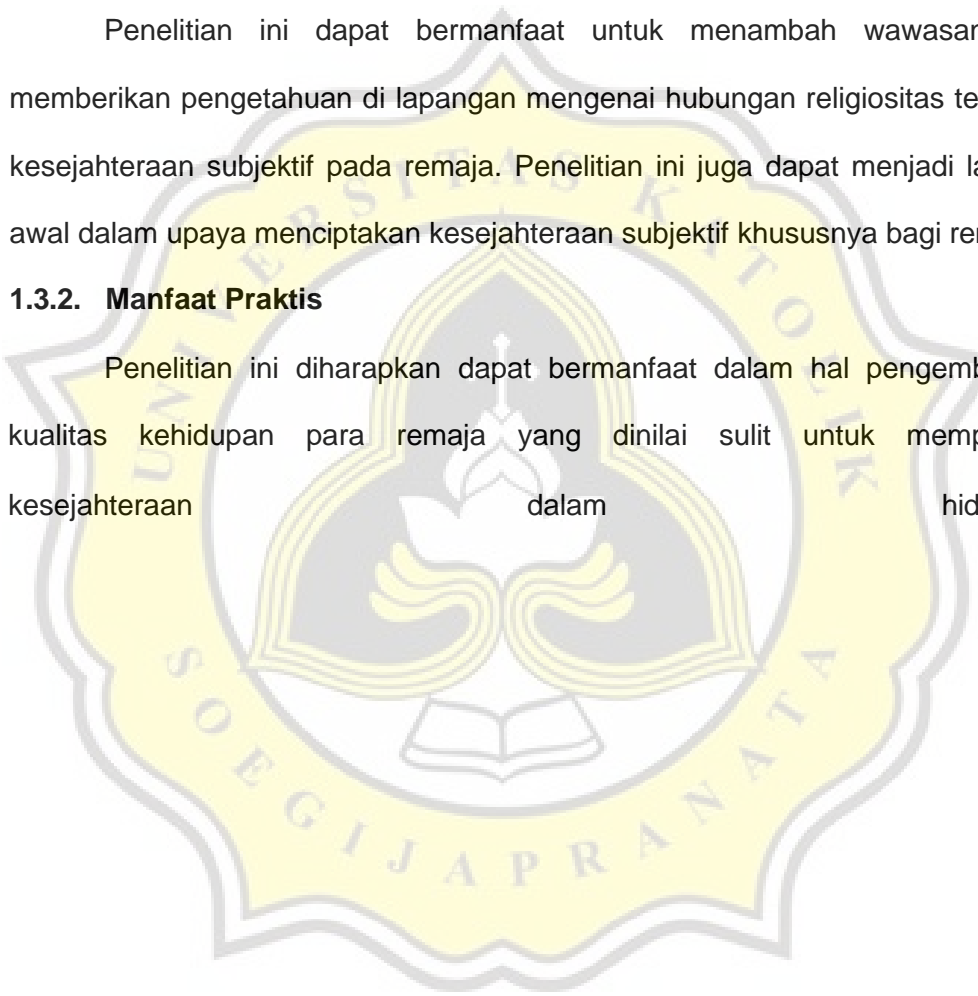 Penelitian ini dapat bermanfaat untuk menambah wawasan
memberikan pengetahuan di lapangan mengenai hubungan religiositas te
kesejahteraan subjektif pada remaja. Penelitian ini juga dapat menjadi la
awal dalam upaya menciptakan kesejahteraan subjektif khususnya bagi re
1.3.2. Manfaat Praktis
Penelitian ini diharapkan dapat bermanfaat dalam hal pengemb
kualitas kehidupan para remaja yang dinilai sulit untuk memp
kesejahteraan dalam hid
UNIVERSITAS KATOLIK
SOEGIJAPRANATA